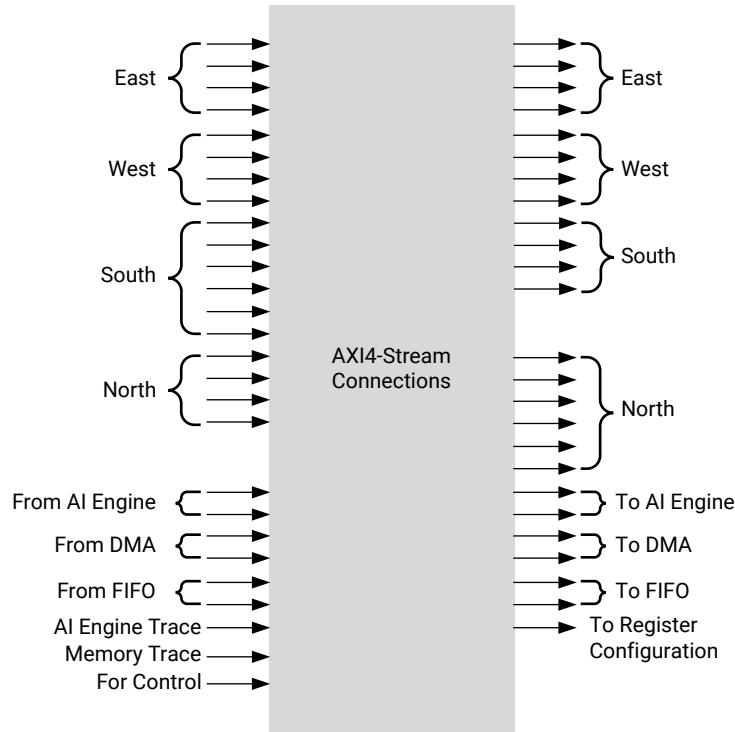 East
West
South
North
From AI Engine
From DMA
From FIFO
AI Engine Trace
Memory Trace
For Control
AXI4-Stream
Connections
East
West
South
North
To AI Engine
To DMA
To FIFO
To Register
Configuration